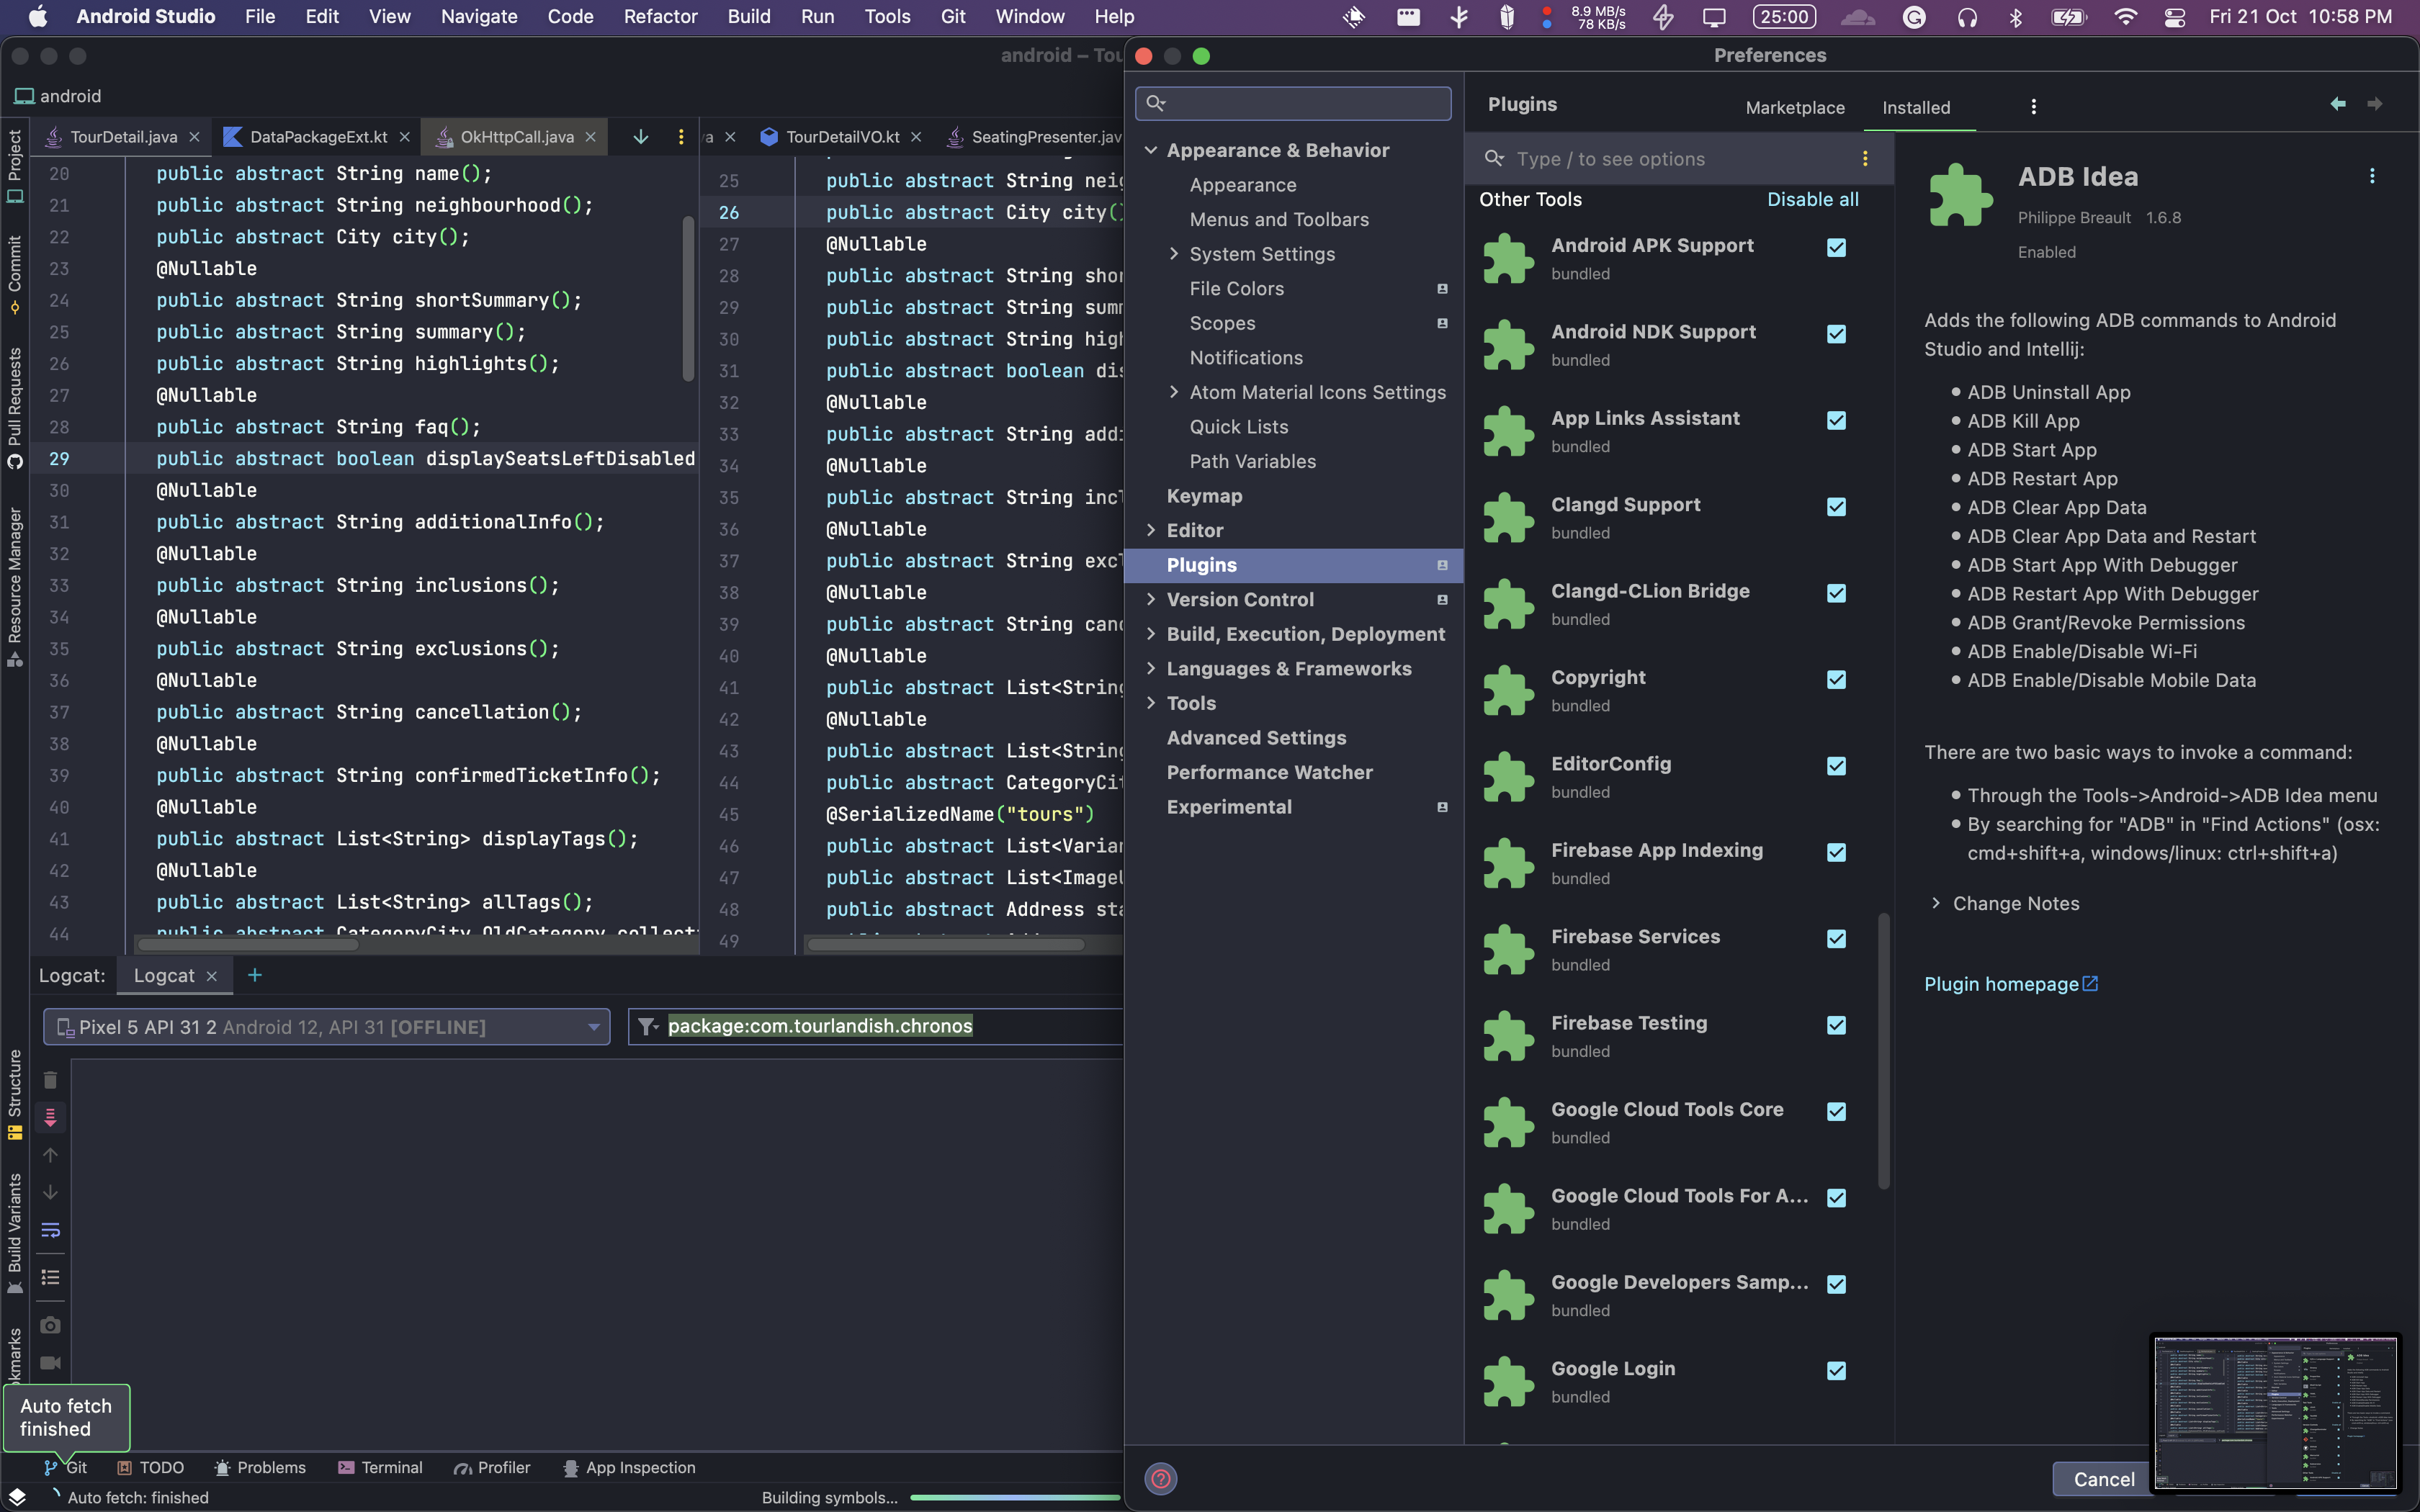 Android Studio File Edit View Navigate Code Refactor Build Run Tools Git Window Help
8.9 MB/s
78 KB/s
25:00
Fri 21 Oct 10:58 PM
android – Tou
android
TourDetail.java
DataPackageExt.kt
OkHttpCall.java
va
TourDetailVO.kt
SeatingPresenter.jav
Project
Commit
Pull Requests
Resource Manager
Structure
Build Variants
okmarks
20 public abstract String name();
21 public abstract String neighbourhood();
22 public abstract City city();
23 @Nullable
24 public abstract String shortSummary();
25 public abstract String summary();
26 public abstract String highlights();
27 @Nullable
28 public abstract String faq();
29 public abstract boolean displaySeatsLeftDisabled
30 @Nullable
31 public abstract String additionalInfo();
32 @Nullable
33 public abstract String inclusions();
34 @Nullable
35 public abstract String exclusions();
36 @Nullable
37 public abstract String cancellation();
38 @Nullable
39 public abstract String confirmedTicketInfo();
40 @Nullable
41 public abstract List<String> displayTags();
42 @Nullable
43 public abstract List<String> allTags();
44 public abstract CategoryCity.OldCategory collect
25 public abstract String nei
26 public abstract City city()
27 @Nullable
28 public abstract String shor
29 public abstract String summ
30 public abstract String high
31 public abstract boolean dis
32 @Nullable
33 public abstract String addi
34 @Nullable
35 public abstract String incl
36 @Nullable
37 public abstract String excl
38 @Nullable
39 public abstract String canc
40 @Nullable
41 public abstract List<String
42 @Nullable
43 public abstract List<String
44 public abstract CategoryCit
45 @SerializedName("tours")
46 public abstract List<Varian
47 public abstract List<ImageU
48 public abstract Address sta
49
Logcat: Logcat
Pixel 5 API 31 2 Android 12, API 31 [OFFLINE]
package:com.tourlandish.chronos
Auto fetch
finished
Git TODO Problems Terminal Profiler App Inspection
Auto fetch: finished
Building symbols...
Preferences
Appearance & Behavior
Appearance
Menus and Toolbars
System Settings
File Colors
Scopes
Notifications
Atom Material Icons Settings
Quick Lists
Path Variables
Keymap
Editor
Plugins
Version Control
Build, Execution, Deployment
Languages & Frameworks
Tools
Advanced Settings
Performance Watcher
Experimental
Plugins
Marketplace
Installed
Type / to see options
Other Tools
Disable all
Android APK Support
bundled
Android NDK Support
bundled
App Links Assistant
bundled
Clangd Support
bundled
Clangd-CLion Bridge
bundled
Copyright
bundled
EditorConfig
bundled
Firebase App Indexing
bundled
Firebase Services
bundled
Firebase Testing
bundled
Google Cloud Tools Core
bundled
Google Cloud Tools For A...
bundled
Google Developers Samp...
bundled
Google Login
bundled
ADB Idea
Philippe Breault 1.6.8
Enabled
Adds the following ADB commands to Android
Studio and Intellij:
ADB Uninstall App
ADB Kill App
ADB Start App
ADB Restart App
ADB Clear App Data
ADB Clear App Data and Restart
ADB Start App With Debugger
ADB Restart App With Debugger
ADB Grant/Revoke Permissions
ADB Enable/Disable Wi-Fi
ADB Enable/Disable Mobile Data
There are two basic ways to invoke a command:
Through the Tools->Android->ADB Idea menu
By searching for "ADB" in "Find Actions" (osx:
cmd+shift+a, windows/linux: ctrl+shift+a)
Change Notes
Plugin homepage
Cancel